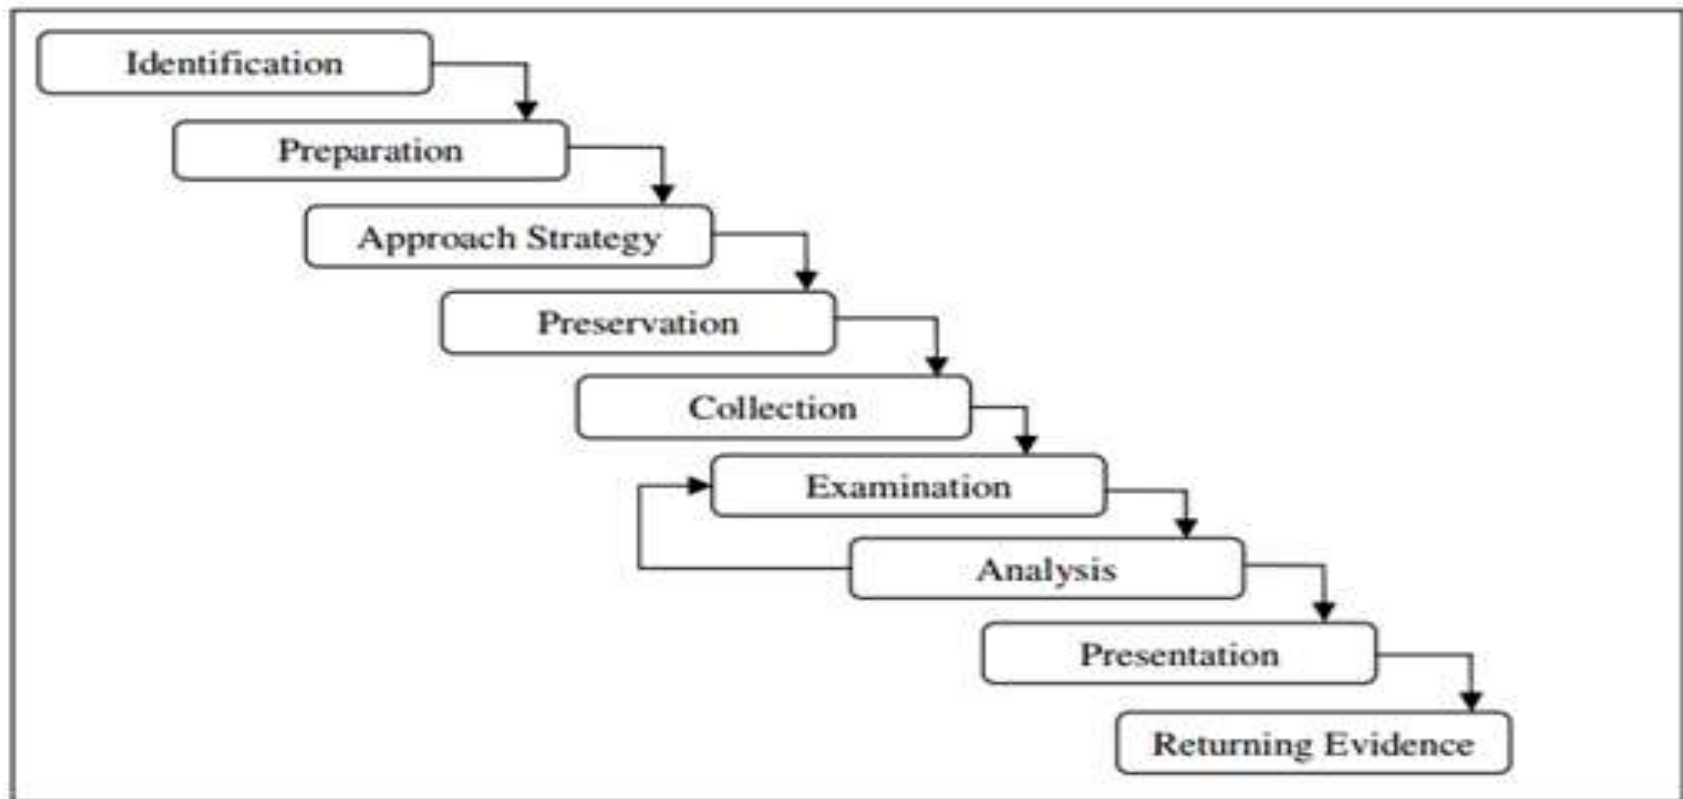 Identification
Preparation
Approach Strategy
Preservation
Collection
Examination
Analysis
Presentation
Returning Evidence